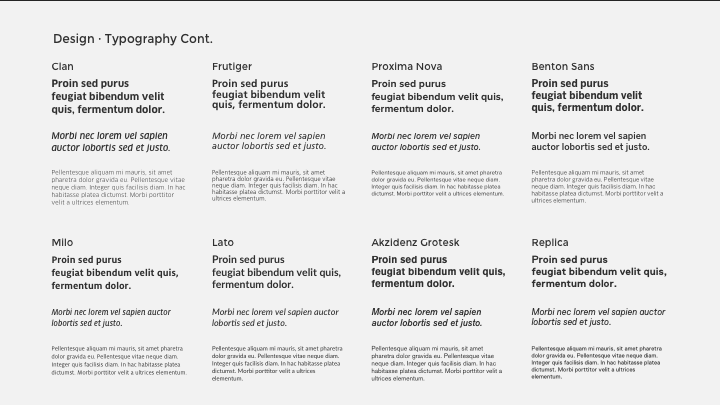 Design · Typography Cont.
Clan
Proin sed purus
feugiat bibendum velit
quis, fermentum dolor.
Morbi nec lorem vel sapien
auctor lobortis sed et justo.
Pellentesque aliquam mi mauris, sit amet
pharetra dolor gravida eu. Pellentesque vitae
neque diam. Integer quis facilisis diam. In hac
habitasse platea dictumst. Morbi porttitor
velit a ultrices elementum.
Frutiger
Proin sed purus
feugiat bibendum velit
quis, fermentum dolor.
Morbi nec lorem vel sapien
auctor lobortis sed et justo.
Pellentesque aliquam mi mauris, sit amet
pharetra dolor gravida eu. Pellentesque vitae
neque diam. Integer quis facilisis diam. In hac
habitasse platea dictumst. Morbi porttitor velit a
ultrices elementum.
Proxima Nova
Proin sed purus
feugiat bibendum velit quis,
fermentum dolor.
Morbi nec lorem vel sapien
auctor lobortis sed et justo.
Pellentesque aliquam mi mauris, sit amet pharetra
dolor gravida eu. Pellentesque vitae neque diam.
Integer quis facilisis diam. In hac habitasse platea
dictumst. Morbi porttitor velit a ultrices elementum.
Benton Sans
Proin sed purus
feugiat bibendum velit
quis, fermentum dolor.
Morbi nec lorem vel sapien
auctor lobortis sed et justo.
Pellentesque aliquam mi mauris, sit amet
pharetra dolor gravida eu. Pellentesque vitae
neque diam. Integer quis facilisis diam. In hac
habitasse platea dictumst. Morbi porttitor velit a
ultrices elementum.
Milo
Proin sed purus
feugiat bibendum velit quis,
fermentum dolor.
Morbi nec lorem vel sapien auctor
lobortis sed et justo.
Pellentesque aliquam mi mauris, sit amet pharetra
dolor gravida eu. Pellentesque vitae neque diam.
Integer quis facilisis diam. In hac habitasse platea
dictumst. Morbi porttitor velit a ultrices elementum.
Lato
Proin sed purus
feugiat bibendum velit quis,
fermentum dolor.
Morbi nec lorem vel sapien auctor
lobortis sed et justo.
Pellentesque aliquam mi mauris, sit amet pharetra
dolor gravida eu. Pellentesque vitae neque diam.
Integer quis facilisis diam. In hac habitasse platea
dictumst. Morbi porttitor velit a ultrices
elementum.
Akzidenz Grotesk
Proin sed purus
feugiat bibendum velit quis,
fermentum dolor.
Morbi nec lorem vel sapien
auctor lobortis sed et justo.
Pellentesque aliquam mi mauris, sit amet
pharetra dolor gravida eu. Pellentesque vitae
neque diam. Integer quis facilisis diam. In hac
habitasse platea dictumst. Morbi porttitor velit a
ultrices elementum.
Replica
Proin sed purus
feugiat bibendum velit quis,
fermentum dolor.
Morbi nec lorem vel sapien auctor
lobortis sed et justo.
Pellentesque aliquam mi mauris, sit amet pharetra
dolor gravida eu. Pellentesque vitae neque diam.
Integer quis facilisis diam. In hac habitasse platea
dictumst. Morbi porttitor velit a ultrices
elementum.